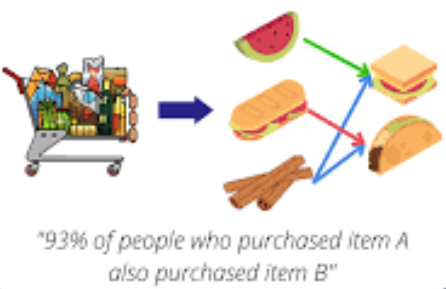 "93% of people who purchased item A
also purchased item B"